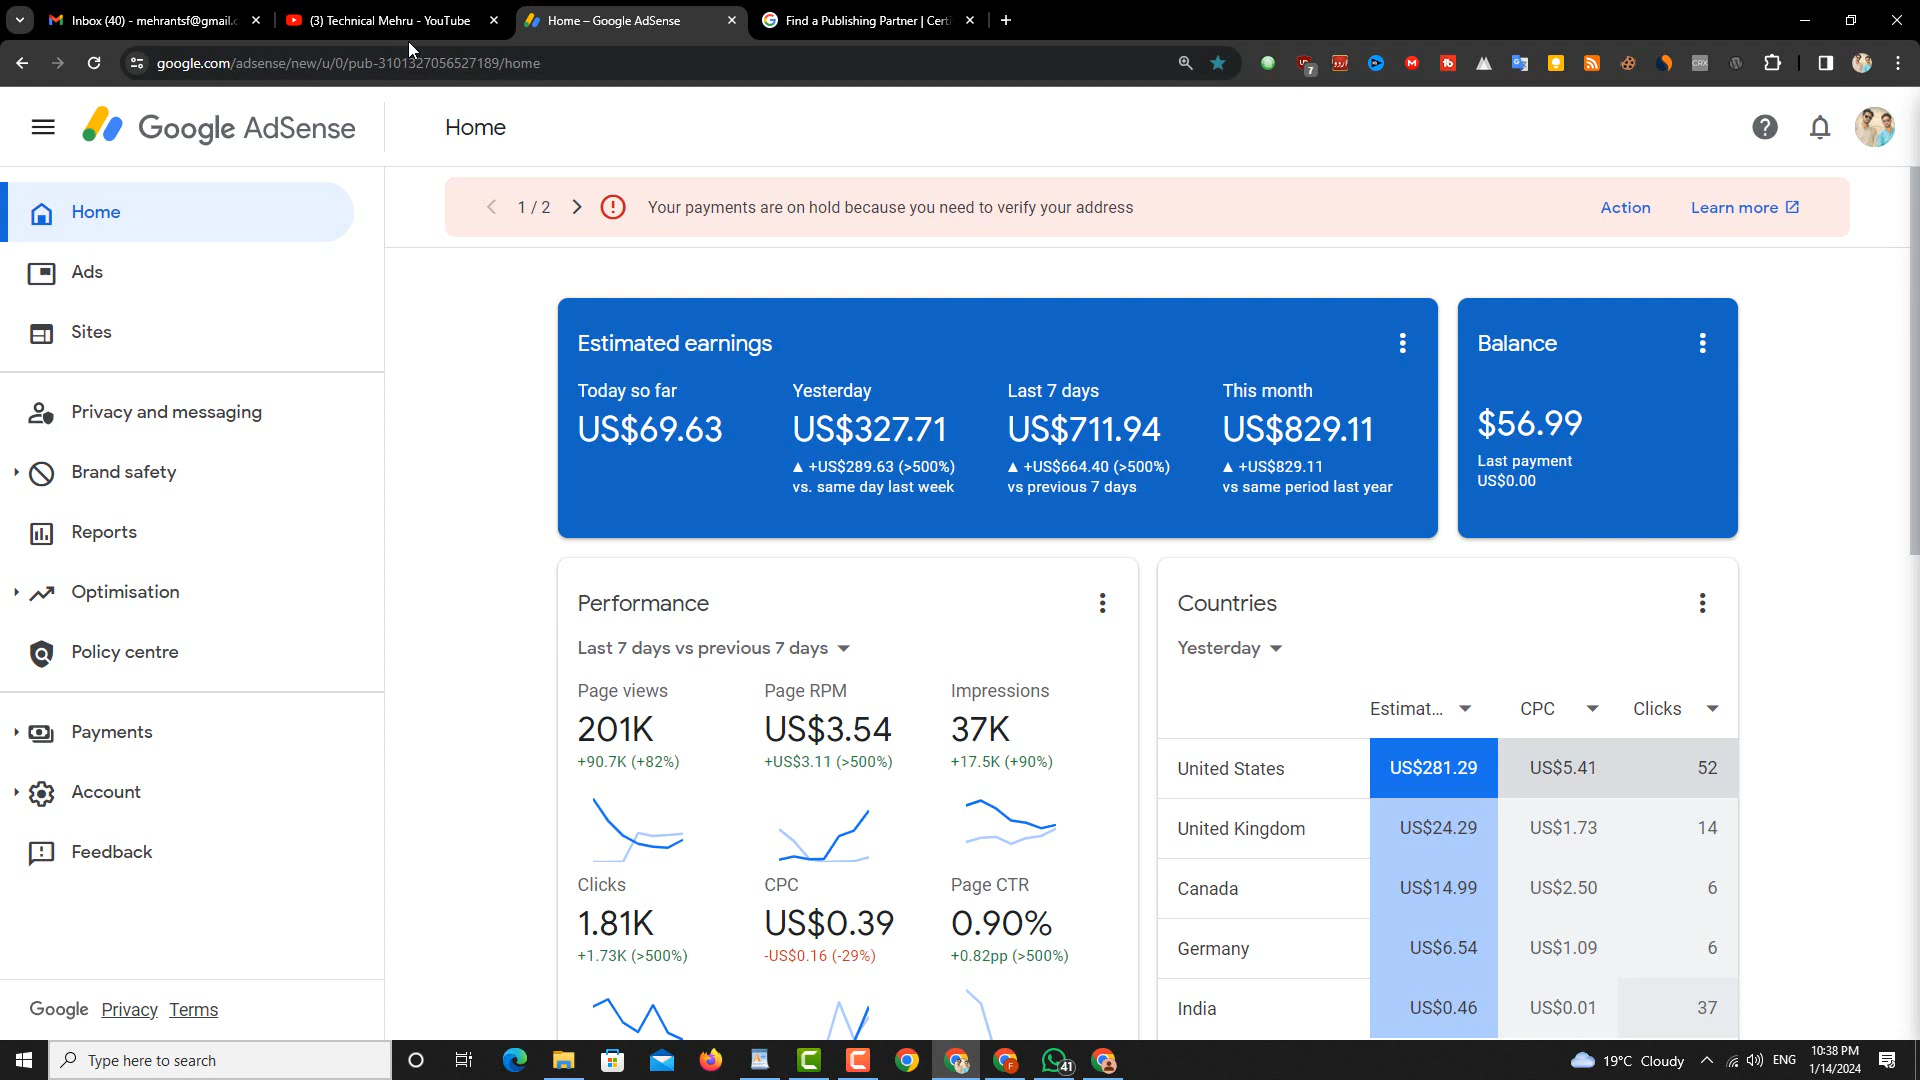 Inbox (40) - mehrantsf@gmail.c
(3) Technical Mehru - YouTube
Home – Google AdSense
Find a Publishing Partner | Certi
google.com/adsense/new/u/0/pub-3101327056527189/home
7
CRX
Google AdSense
Home
Home
Ads
Sites
Privacy and messaging
Brand safety
Reports
Optimisation
Policy centre
Payments
Account
Feedback
Google Privacy Terms
1 / 2
Your payments are on hold because you need to verify your address
Action
Learn more
Estimated earnings
Today so far
US$69.63
Yesterday
US$327.71
+US$289.63 (>500%)
vs. same day last week
Last 7 days
US$711.94
+US$664.40 (>500%)
vs previous 7 days
This month
US$829.11
+US$829.11
vs same period last year
Balance
$56.99
Last payment
US$0.00
Performance
Last 7 days vs previous 7 days
Page views
201K
+90.7K (+82%)
Page RPM
US$3.54
+US$3.11 (>500%)
Impressions
37K
+17.5K (+90%)
Clicks
1.81K
+1.73K (>500%)
CPC
US$0.39
-US$0.16 (-29%)
Page CTR
0.90%
+0.82pp (>500%)
Countries
Yesterday
Estimat... CPC Clicks
United States US$281.29 US$5.41 52
United Kingdom US$24.29 US$1.73 14
Canada US$14.99 US$2.50 6
Germany US$6.54 US$1.09 6
India US$0.46 US$0.01 37
Type here to search
41
19°C Cloudy
ENG
10:38 PM
1/14/2024